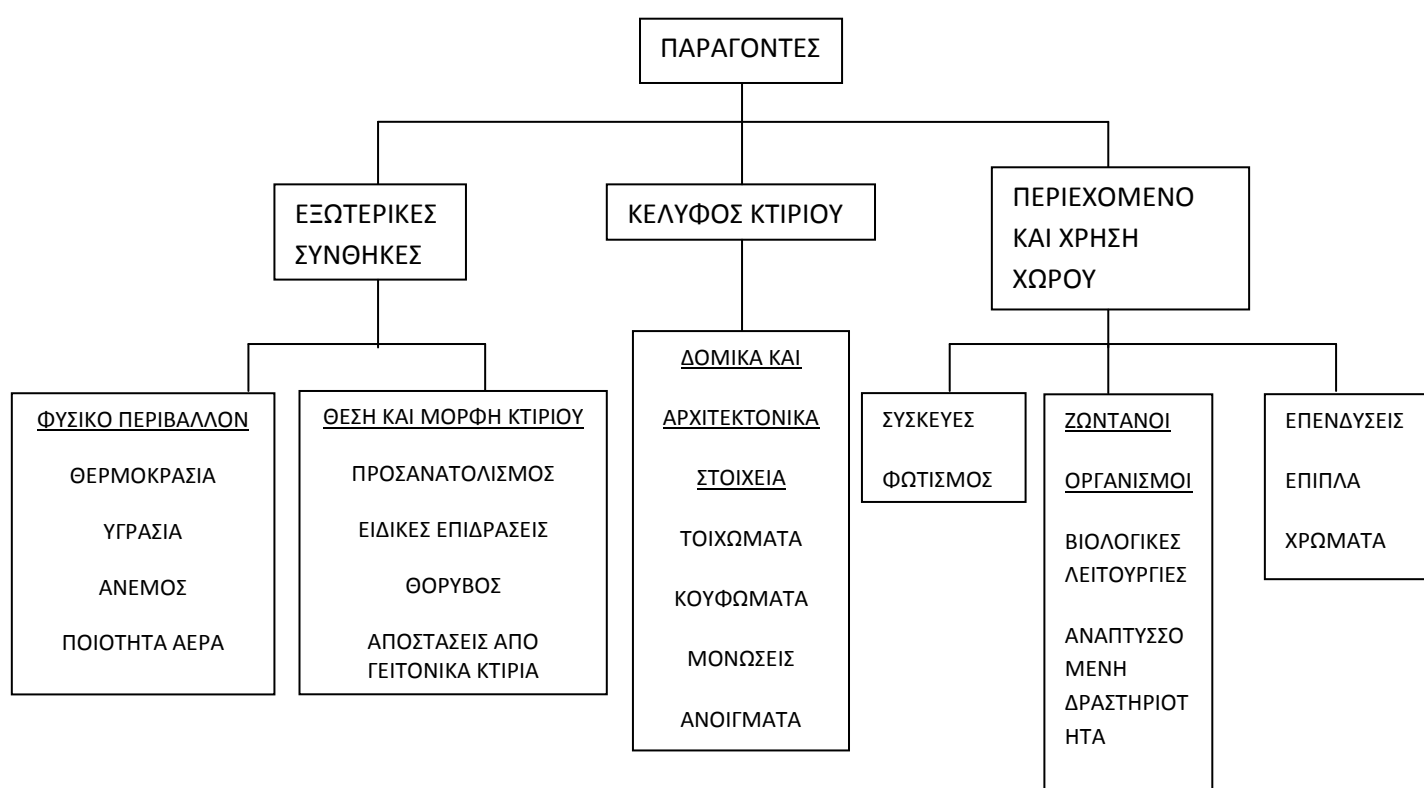 ΠΑΡΑΓΟΝΤΕΣ
ΕΞΩΤΕΡΙΚΕΣ
ΣΥΝΘΗΚΕΣ
ΚΕΛΥΦΟΣ ΚΤΙΡΙΟΥ
ΠΕΡΙΕΧΟΜΕΝΟ
ΚΑΙ ΧΡΗΣΗ
ΧΩΡΟΥ
ΦΥΣΙΚΟ ΠΕΡΙΒΑΛΛΟΝ
ΘΕΡΜΟΚΡΑΣΙΑ
ΥΓΡΑΣΙΑ
ΑΝΕΜΟΣ
ΠΟΙΟΤΗΤΑ ΑΕΡΑ
ΘΕΣΗ ΚΑΙ ΜΟΡΦΗ ΚΤΙΡΙΟΥ
ΠΡΟΣΑΝΑΤΟΛΙΣΜΟΣ
ΕΙΔΙΚΕΣ ΕΠΙΔΡΑΣΕΙΣ
ΘΟΡΥΒΟΣ
ΑΠΟΣΤΑΣΕΙΣ ΑΠΟ
ΓΕΙΤΟΝΙΚΑ ΚΤΙΡΙΑ
ΔΟΜΙΚΑ ΚΑΙ
ΑΡΧΙΤΕΚΤΟΝΙΚΑ
ΣΤΟΙΧΕΙΑ
ΤΟΙΧΩΜΑΤΑ
ΚΟΥΦΩΜΑΤΑ
ΜΟΝΩΣΕΙΣ
ΑΝΟΙΓΜΑΤΑ
ΣΥΣΚΕΥΕΣ
ΦΩΤΙΣΜΟΣ
ΖΩΝΤΑΝΟΙ
ΟΡΓΑΝΙΣΜΟΙ
ΒΙΟΛΟΓΙΚΕΣ
ΛΕΙΤΟΥΡΓΙΕΣ
ΑΝΑΠΤΥΣΣΟ
ΜΕΝΗ
ΔΡΑΣΤΗΡΙΟΤ
ΗΤΑ
ΕΠΕΝΔΥΣΕΙΣ
ΕΠΙΠΛΑ
ΧΡΩΜΑΤΑ